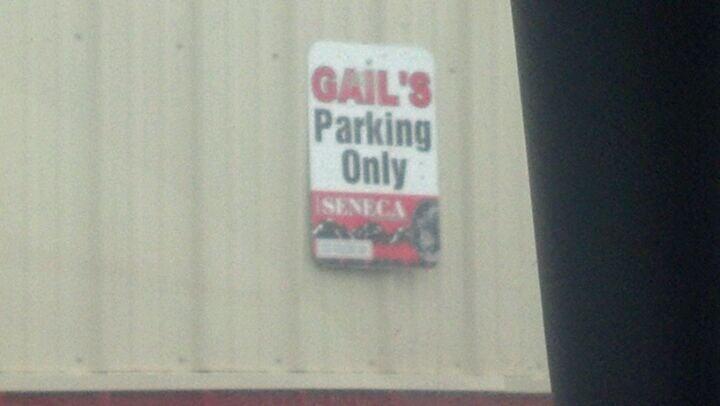 GAIL'S
Parking
Only
SENECA